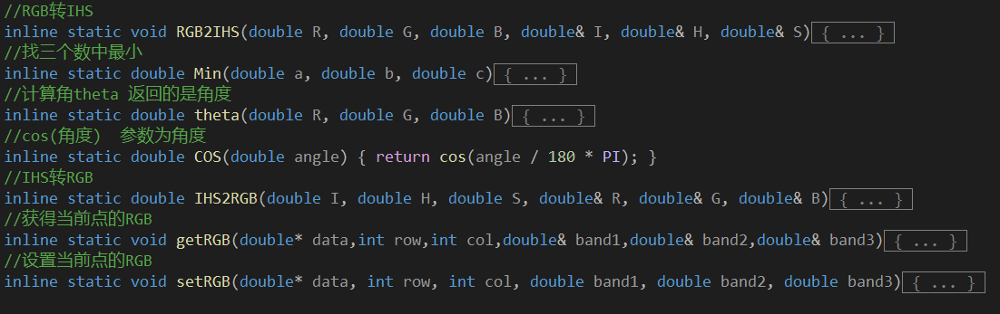 //RGB转IHS
inline static void RGB2IHS(double R, double G, double B, double& I, double& H, double& S){ ... }
//找三个数中最小
inline static double Min(double a, double b, double c){ ... }
//计算角theta 返回的是角度
inline static double theta(double R, double G, double B){ ... }
//cos(角度)  参数为角度
inline static double COS(double angle) { return cos(angle / 180 * PI); }
//IHS转RGB
inline static double IHS2RGB(double I, double H, double S, double& R, double& G, double& B){ ... }
//获得当前点的RGB
inline static void getRGB(double* data,int row,int col,double& band1,double& band2,double& band3){ ... }
//设置当前点的RGB
inline static void setRGB(double* data, int row, int col, double band1, double band2, double band3){ ... }